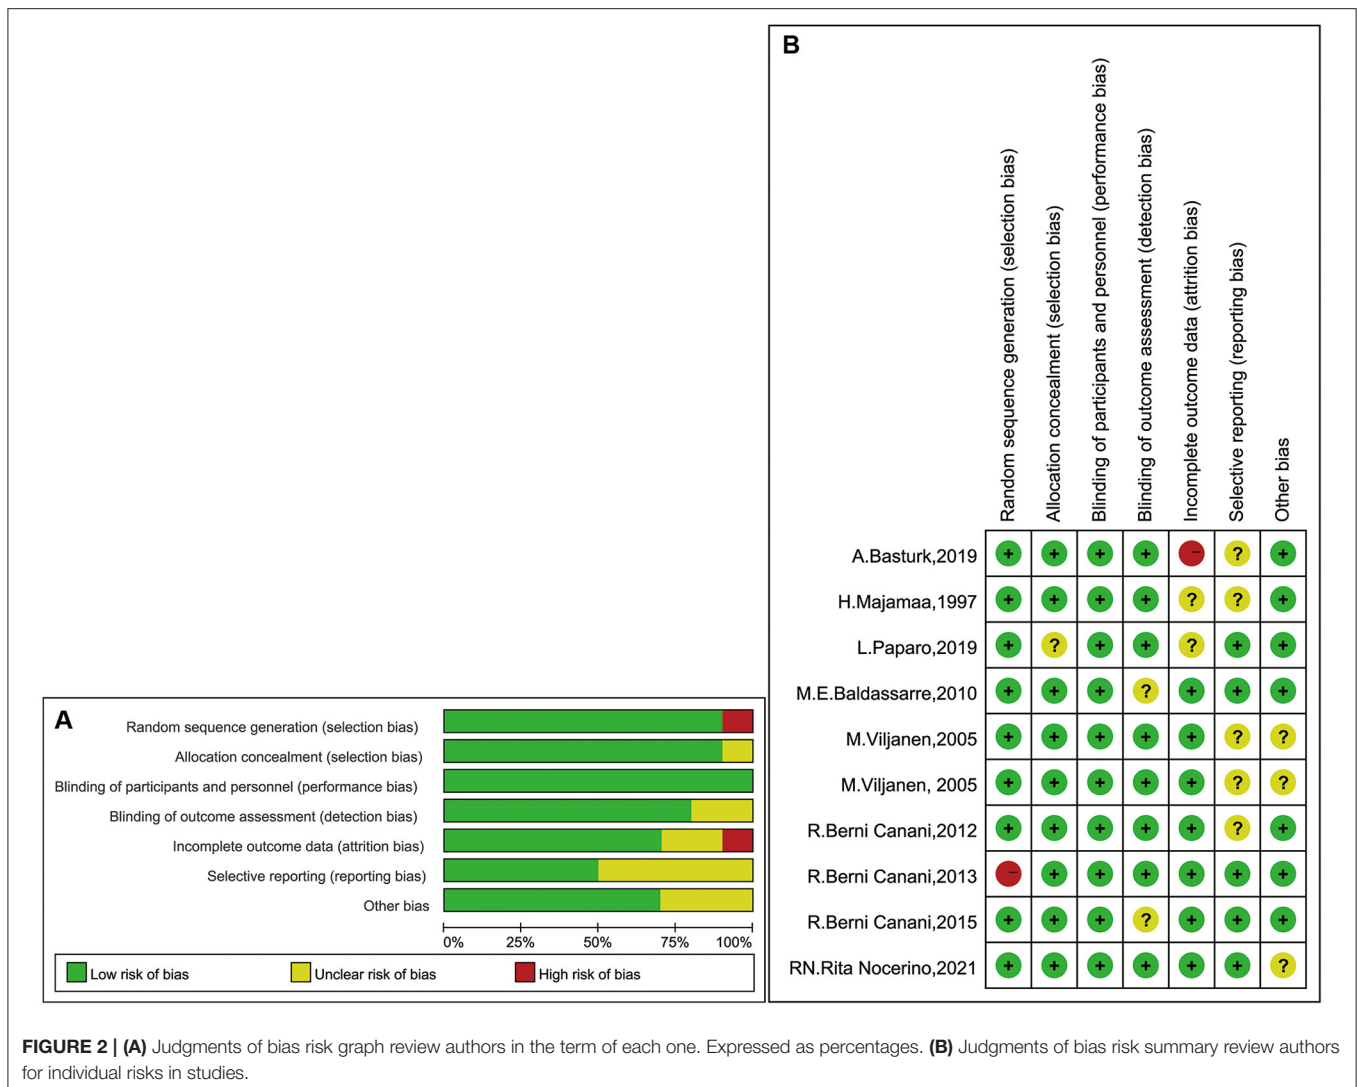 A
Random sequence generation (selection bias)
Allocation concealment (selection bias)
Blinding of participants and personnel (performance bias)
Blinding of outcome assessment (detection bias)
Incomplete outcome data (attrition bias)
Selective reporting (reporting bias)
Other bias
0% 25% 50% 75% 100%
Low risk of bias Unclear risk of bias High risk of bias
B
Random sequence generation (selection bias)
Allocation concealment (selection bias)
Blinding of participants and personnel (performance bias)
Blinding of outcome assessment (detection bias)
Incomplete outcome data (attrition bias)
Selective reporting (reporting bias)
Other bias
A.Basturk,2019 + + + + − ? +
H.Majamaa,1997 + + + + ? ? +
L.Paparo,2019 + ? + + ? + +
M.E.Baldassarre,2010 + + + ? + + +
M.Viljanen,2005 + + + + + ? ?
M.Viljanen, 2005 + + + + + ? ?
R.Berni Canani,2012 + + + + + ? +
R.Berni Canani,2013 − + + + + + +
R.Berni Canani,2015 + + + ? + + +
RN.Rita Nocerino,2021 + + + + + + ?
FIGURE 2 | (A) Judgments of bias risk graph review authors in the term of each one. Expressed as percentages. (B) Judgments of bias risk summary review authors
for individual risks in studies.